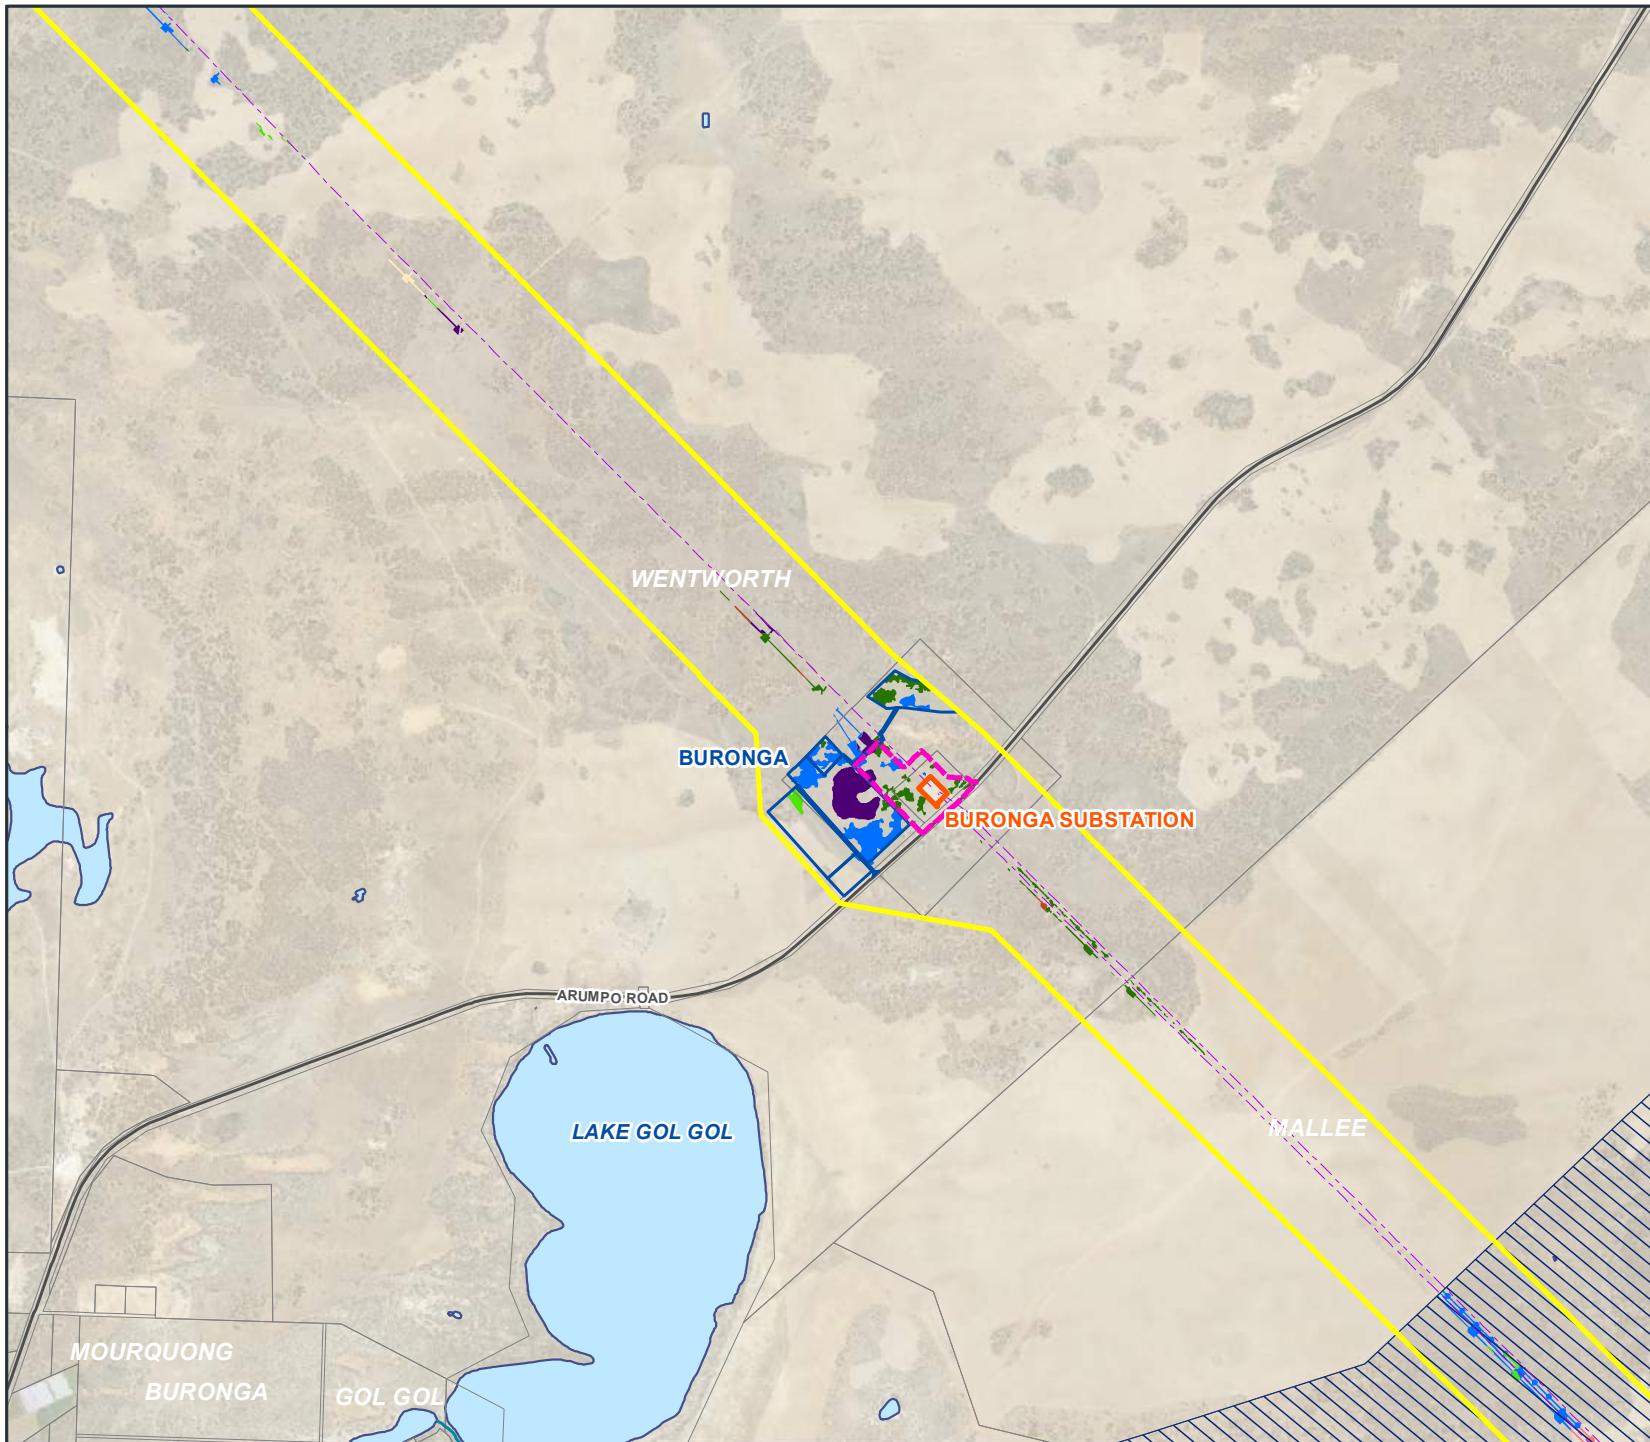 WENTWORTH
BURONGA
BURONGA SUBSTATION
ARUMPO ROAD
LAKE GOL GOL
MALLEE
MOURQUONG
BURONGA
GOL GOL